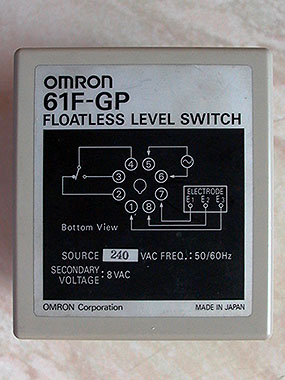 OMRON
61F-GP
FLOATLESS LEVEL SWITCH
4 5
3 6
2 7
1 8
ELECTRODE
E1 E2 E3
Bottom View
SOURCE 240 VAC FREQ.: 50/60Hz
SECONDARY VOLTAGE : 8 VAC
OMRON Corporation MADE IN JAPAN